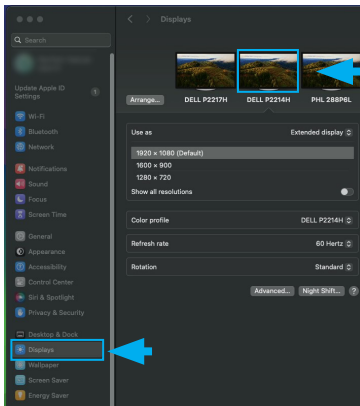 Displays
Search
Update Apple ID
Settings
1
Wi-Fi
Bluetooth
Network
Notifications
Sound
Focus
Screen Time
General
Appearance
Accessibility
Control Center
Siri & Spotlight
Privacy & Security
Desktop & Dock
Displays
Wallpaper
Screen Saver
Energy Saver
Arrange...
DELL P2217H
DELL P2214H
PHL 288P6L
Use as
Extended display
1920 × 1080 (Default)
1600 × 900
1280 × 720
Show all resolutions
Color profile
DELL P2214H
Refresh rate
60 Hertz
Rotation
Standard
Advanced...
Night Shift...
?